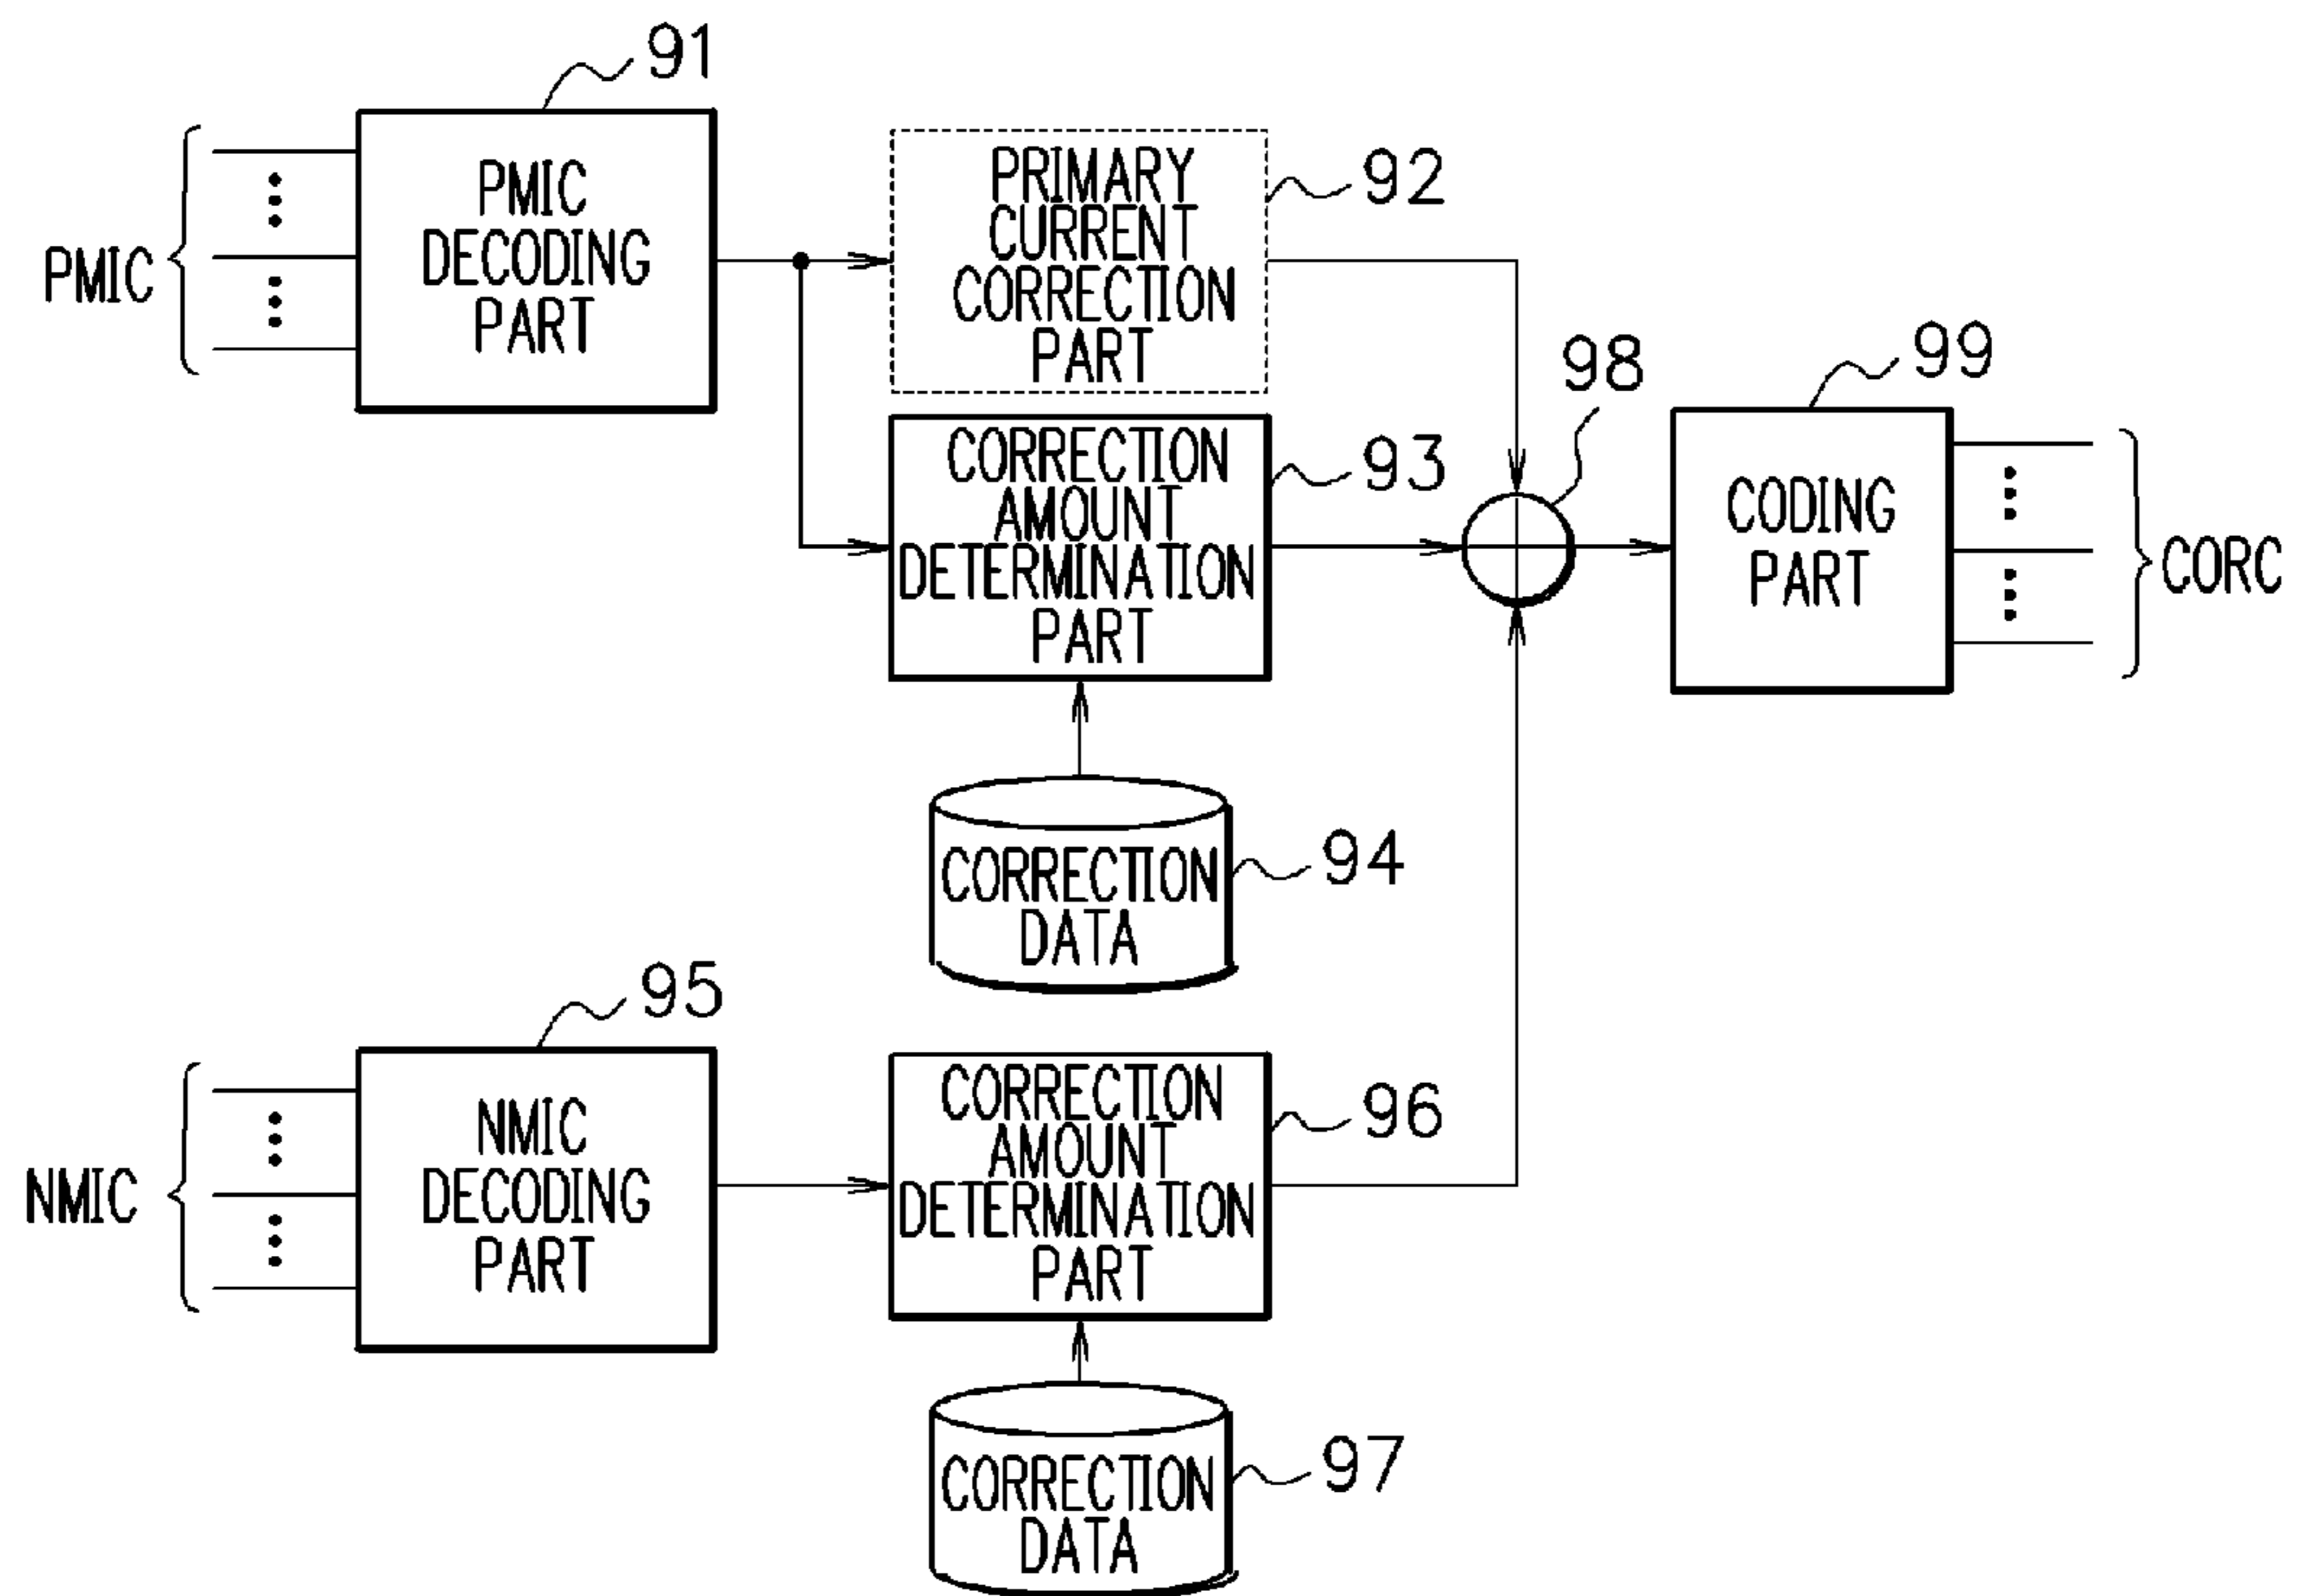 91
PMIC
PMIC
DECODING
PART
PRIMARY
CURRENT
CORRECTION
PART
92
CORRECTION
AMOUNT
DETERMINATION
PART
93
98
99
CODING
PART
CORC
CORRECTION
DATA
94
95
NMIC
NMIC
DECODING
PART
CORRECTION
AMOUNT
DETERMINATION
PART
96
CORRECTION
DATA
97